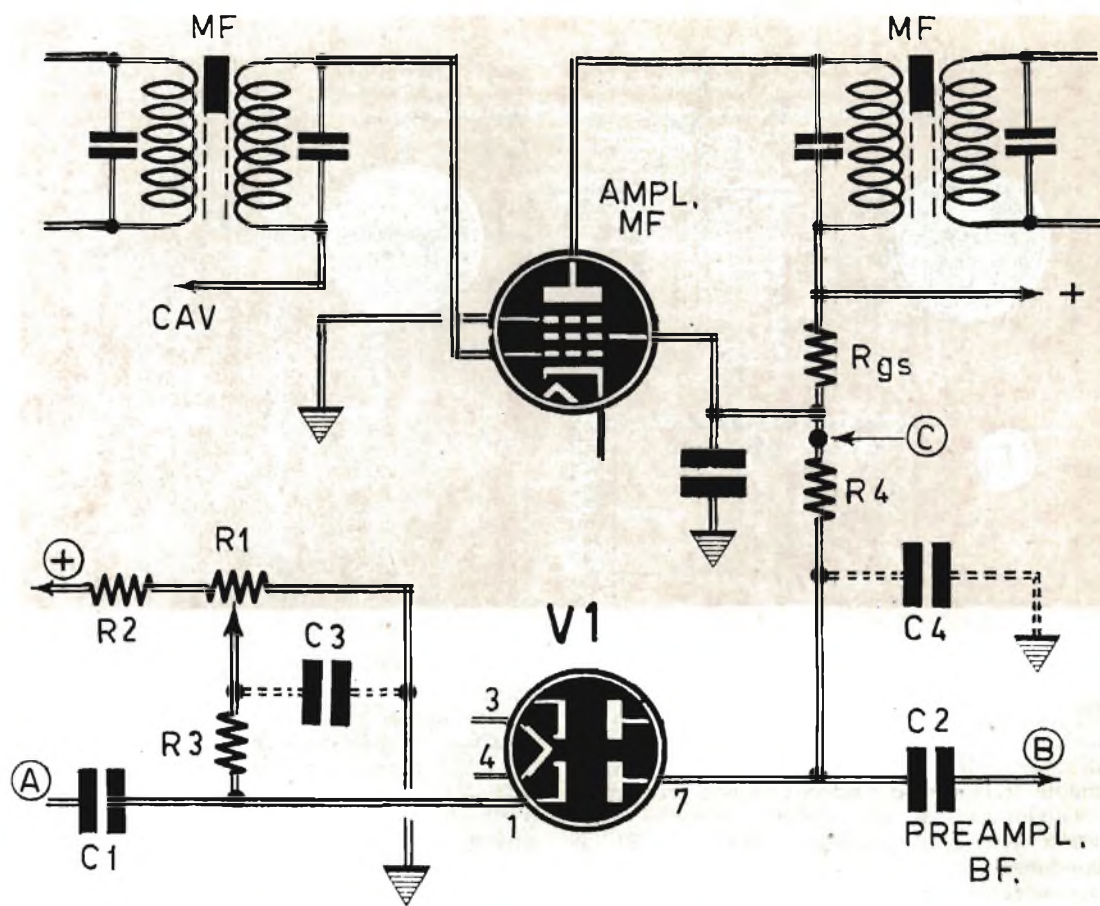 MF
MF
AMPL.
MF
CAV
+
Rgs
C
R4
+
R1
R2
V1
C4
C3
3
R3
4
C2
A
B
1
7
C1
PREAMPL.
BF.